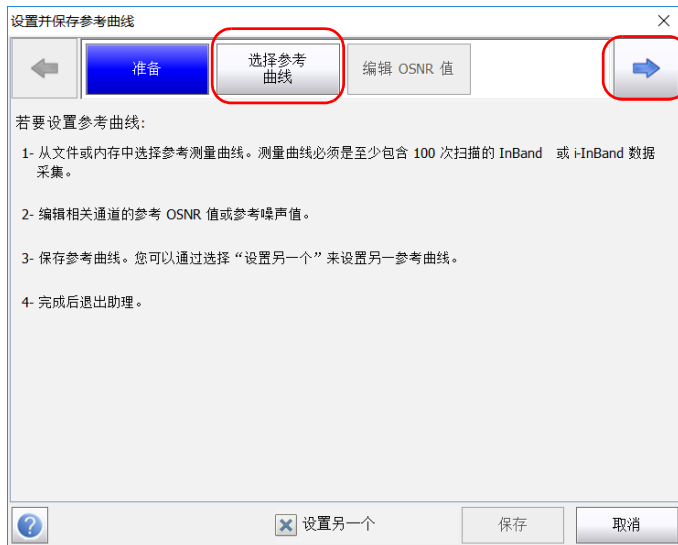 设置并保存参考曲线
准备
选择参考
曲线
编辑 OSNR 值
若要设置参考曲线:
1- 从文件或内存中选择参考测量曲线。测量曲线必须是至少包含 100 次扫描的 InBand 或 i-InBand 数据
采集。
2- 编辑相关通道的参考 OSNR 值或参考噪声值。
3- 保存参考曲线。您可以通过选择“设置另一个”来设置另一参考曲线。
4- 完成后退出助理。
设置另一个
保存
取消